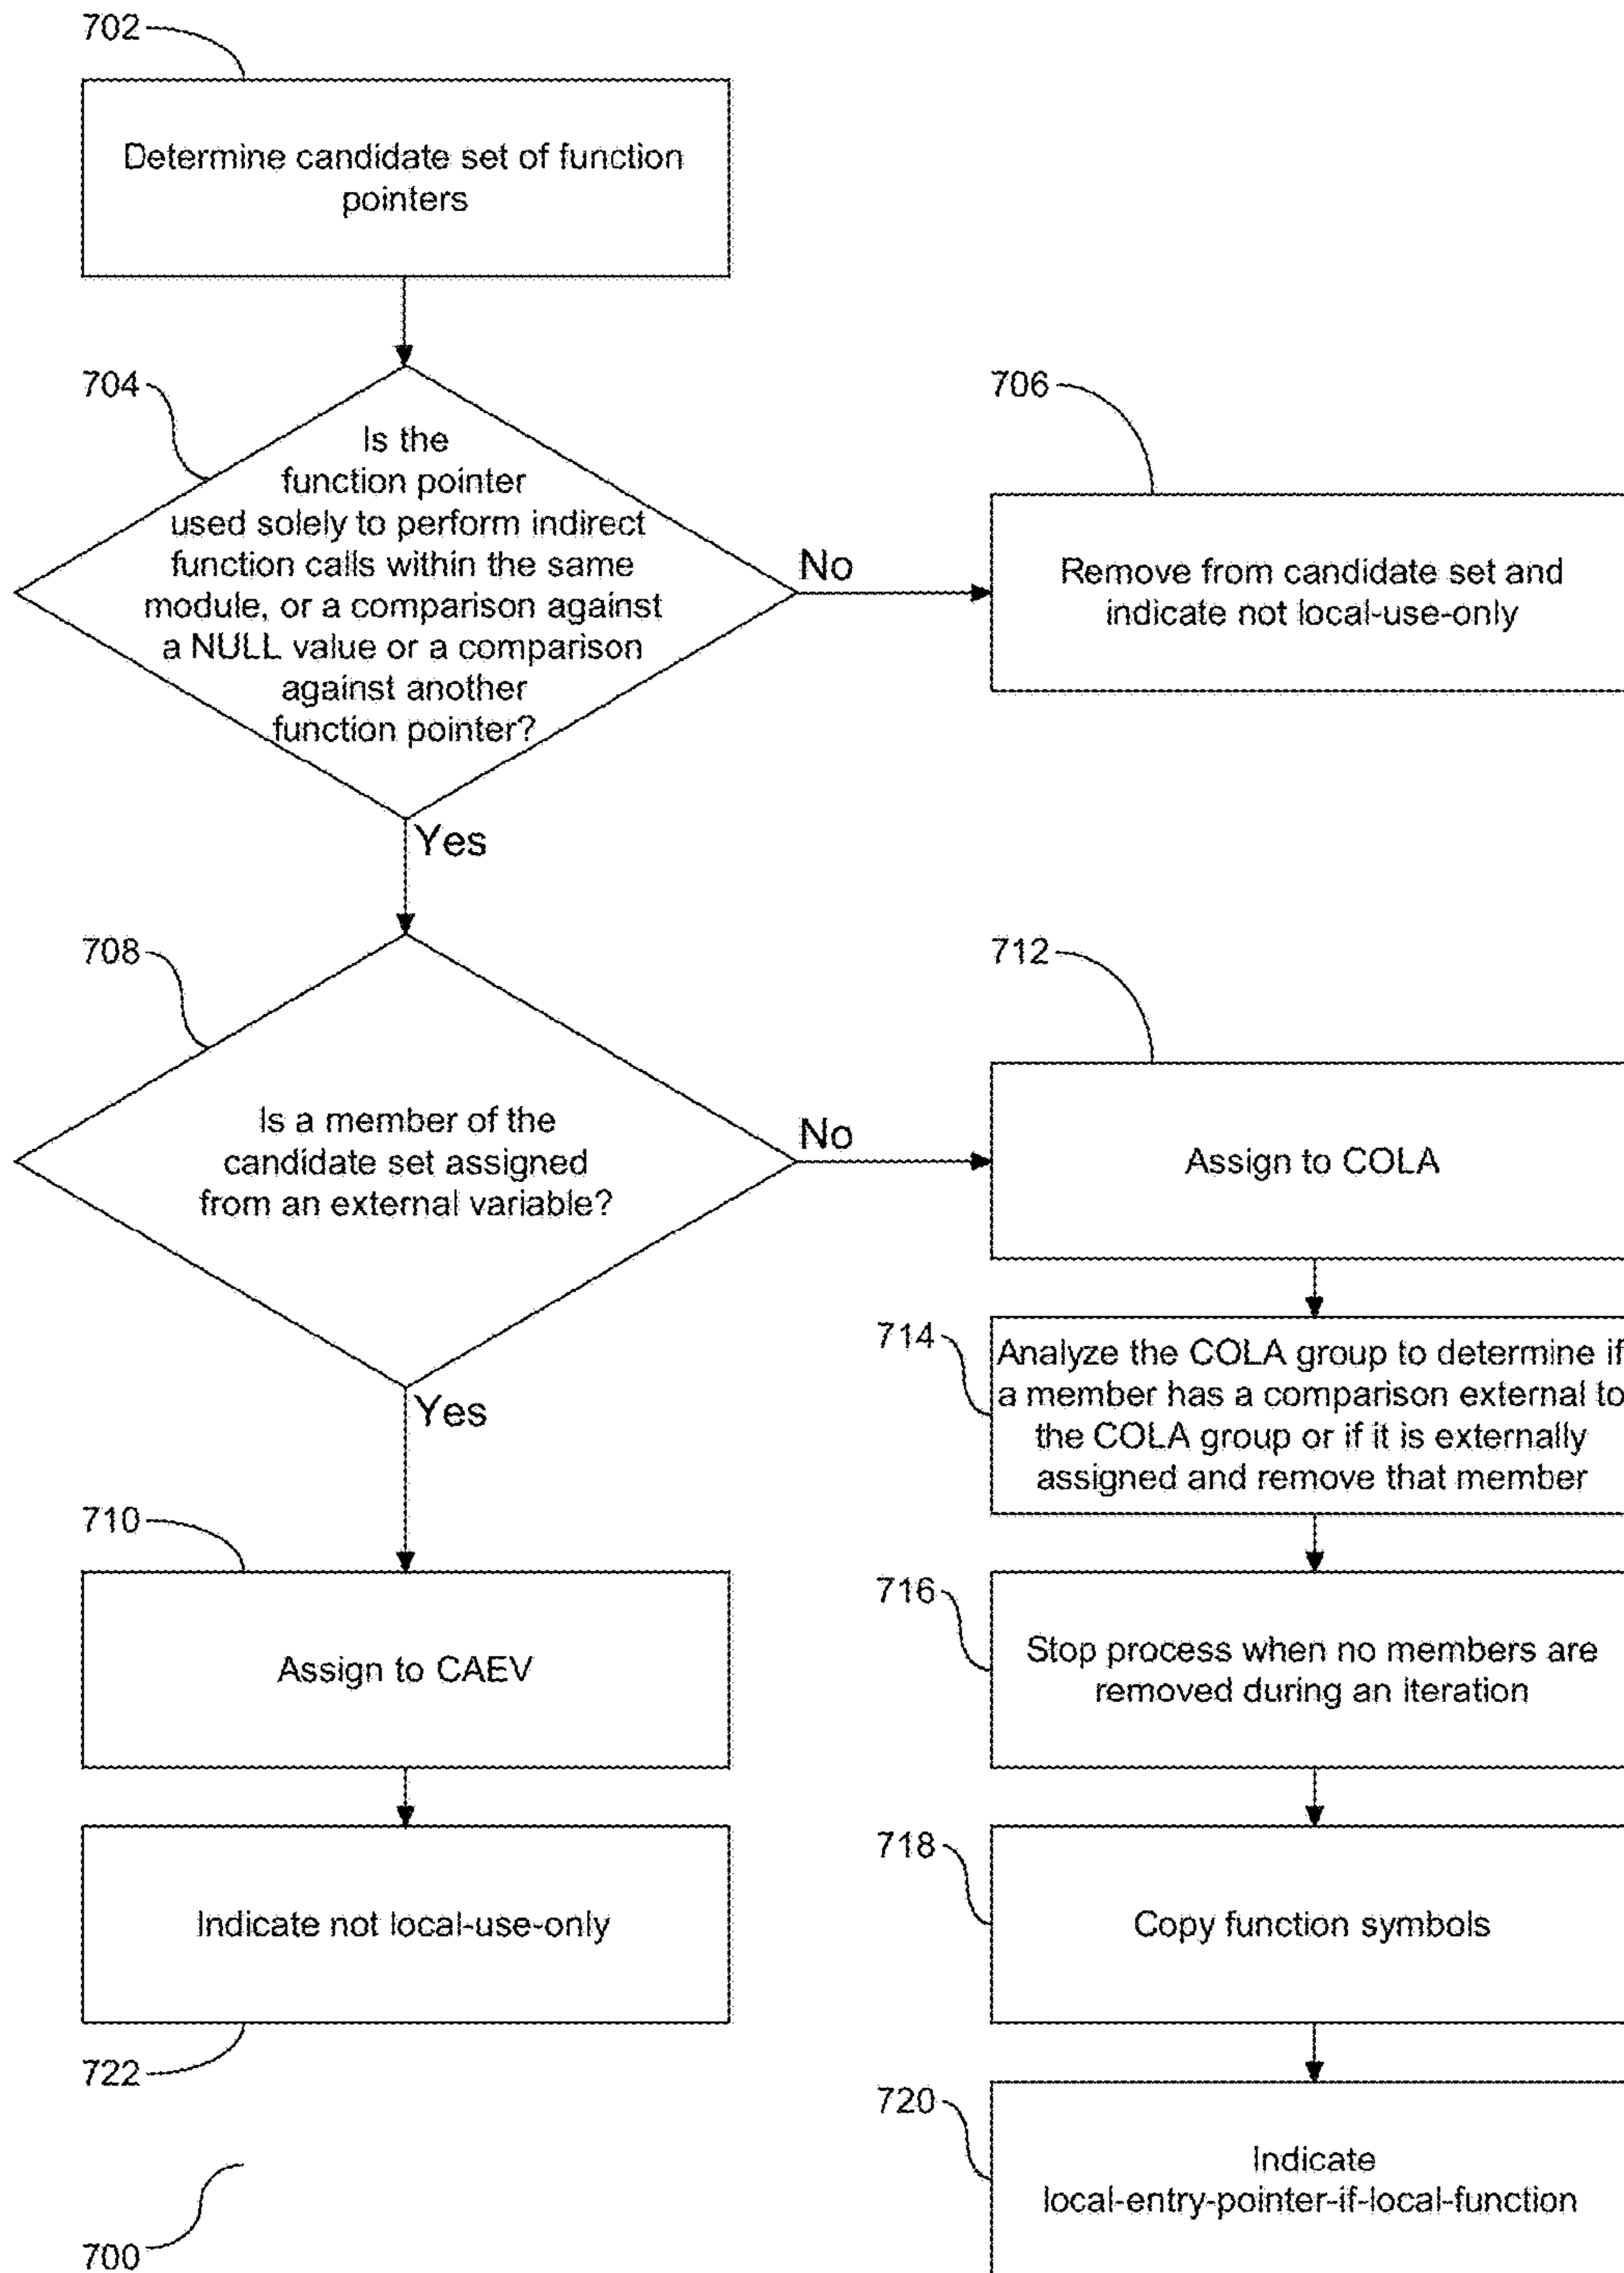 702
Determine candidate set of function
pointers
704
Is the
function pointer
used solely to perform indirect
function calls within the same
module, or a comparison against
a NULL value or a comparison
against another
function pointer?
No
706
Remove from candidate set and
indicate not local-use-only
Yes
708
Is a member of the
candidate set assigned
from an external variable?
No
712
Assign to COLA
714
Analyze the COLA group to determine if
a member has a comparison external to
the COLA group or if it is externally
assigned and remove that member
Yes
710
Assign to CAEV
716
Stop process when no members are
removed during an iteration
718
Copy function symbols
Indicate not local-use-only
722
720
Indicate
local-entry-pointer-if-local-function
700